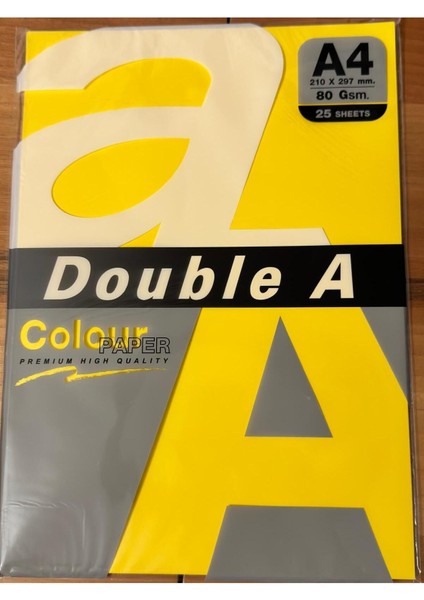 a
A4
210 X 297 mm.
80 Gsm.
25 SHEETS
Double A
Colour
PAPER
PREMIUM HIGH QUALITY
A